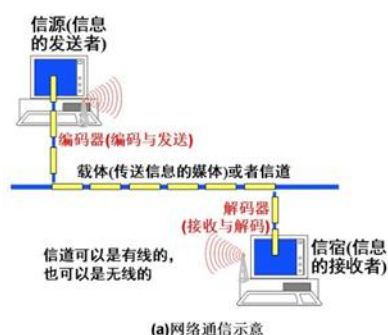 信源(信息
的发送者)
编码器(编码与发送)
载体(传送信息的媒体)或者信道
解码器
(接收与解码)
信宿(信息
的接收者)
信道可以是有线的，
也可以是无线的
(a)网络通信示意